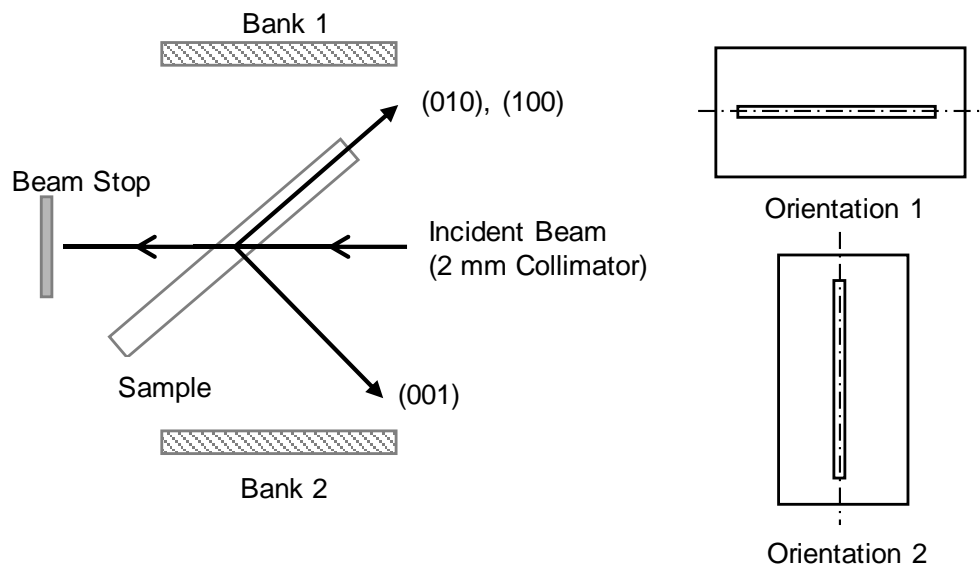 Bank 1
(010), (100)
Beam Stop
Incident Beam
(2 mm Collimator)
Sample
(001)
Bank 2
Orientation 1
Orientation 2